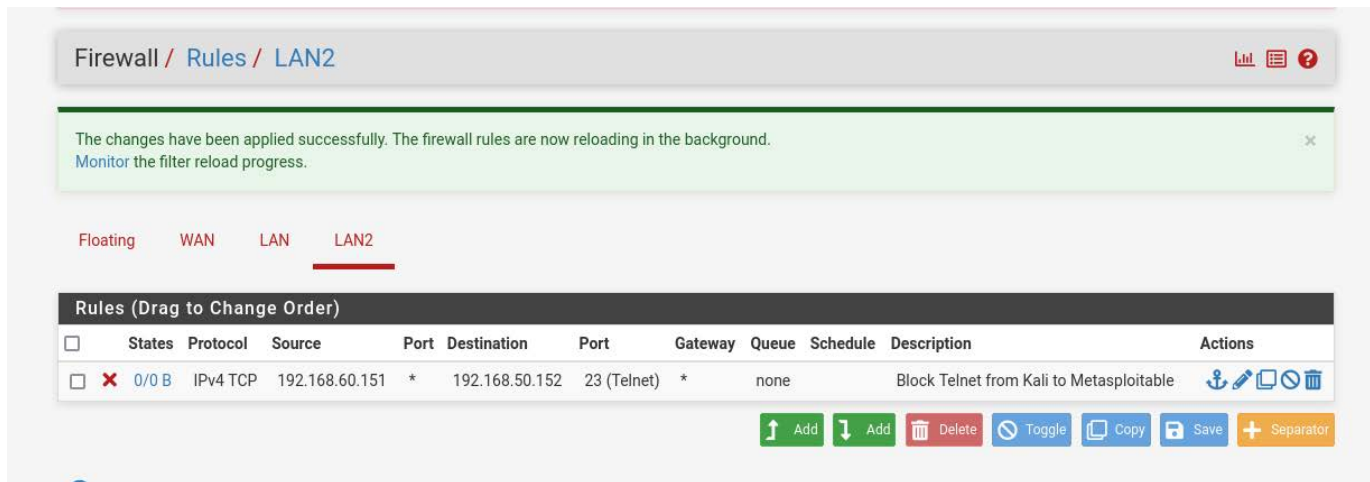 Firewall / Rules / LAN2
The changes have been applied successfully. The firewall rules are now reloading in the background.
Monitor the filter reload progress.
Floating WAN LAN LAN2
Rules (Drag to Change Order)
States Protocol Source Port Destination Port Gateway Queue Schedule Description Actions
0/0 B IPv4 TCP 192.168.60.151 * 192.168.50.152 23 (Telnet) * none Block Telnet from Kali to Metasploitable
Add Add Delete Toggle Copy Save Separator